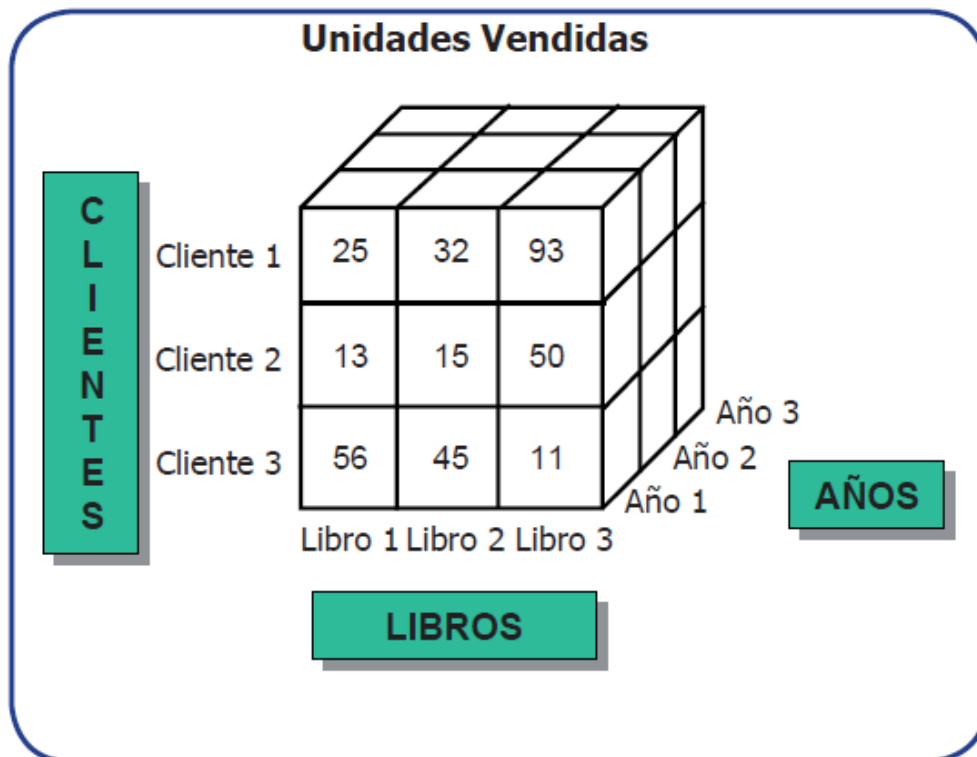 Unidades Vendidas
CLIENTES
Cliente 1 25 32 93
Cliente 2 13 15 50
Cliente 3 56 45 11
Año 3
Año 2
Año 1
AÑOS
Libro 1 Libro 2 Libro 3
LIBROS